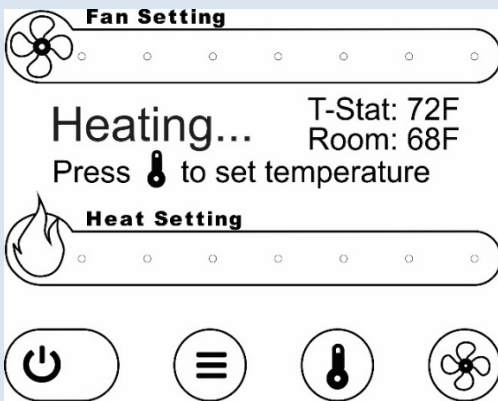 Fan Setting
Heating...
T-Stat: 72F
Room: 68F
Press to set temperature
Heat Setting